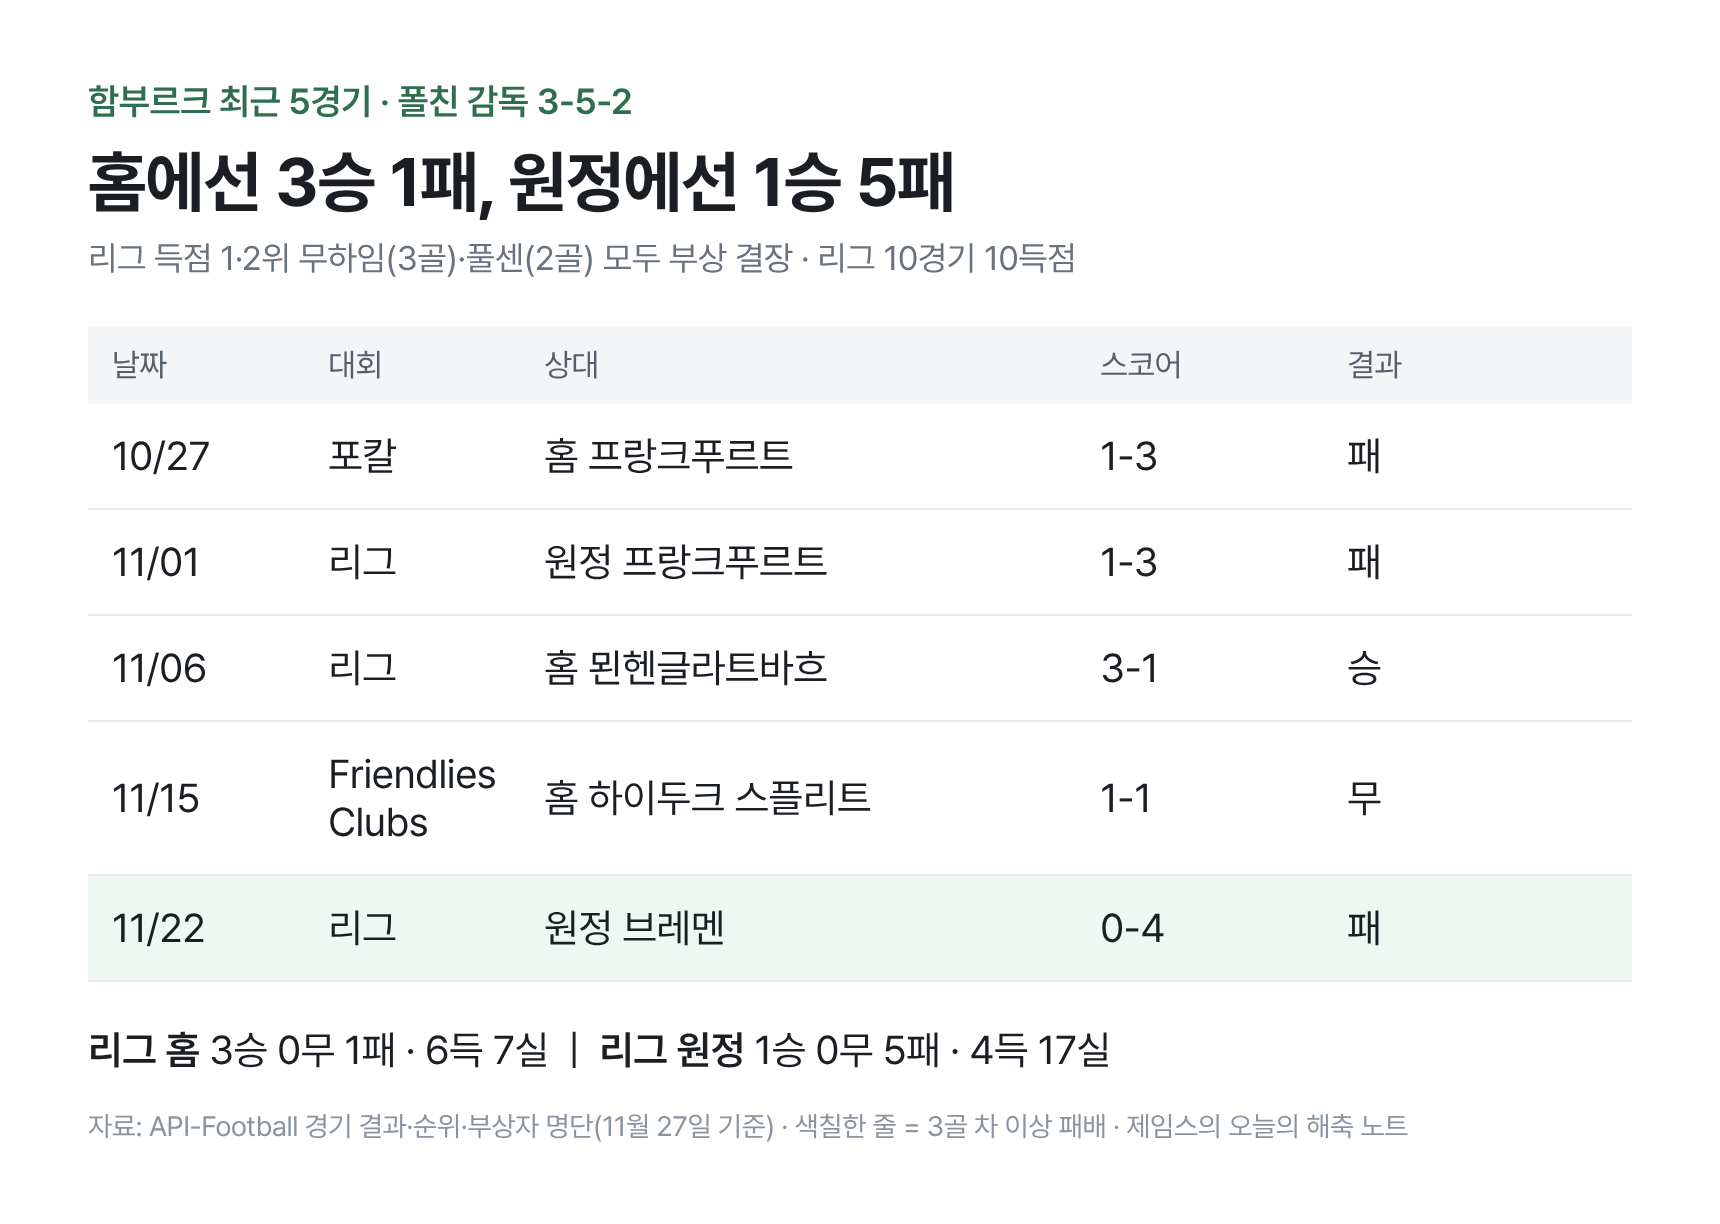 함부르크 최근 5경기 · 폴친 감독 3-5-2
홈에선 3승 1패, 원정에선 1승 5패
리그 득점 1·2위 무하임(3골)·풀센(2골) 모두 부상 결장 · 리그 10경기 10득점
날짜 대회 상대 스코어 결과
10/27 포칼 홈 프랑크푸르트 1-3 패
11/01 리그 원정 프랑크푸르트 1-3 패
11/06 리그 홈 묀헨글라트바흐 3-1 승
11/15 Friendlies Clubs 홈 하이두크 스플리트 1-1 무
11/22 리그 원정 브레멘 0-4 패
리그 홈 3승 0무 1패 · 6득 7실 | 리그 원정 1승 0무 5패 · 4득 17실
자료: API-Football 경기 결과·순위·부상자 명단(11월 27일 기준) · 색칠한 줄 = 3골 차 이상 패배 · 제임스의 오늘의 해축 노트